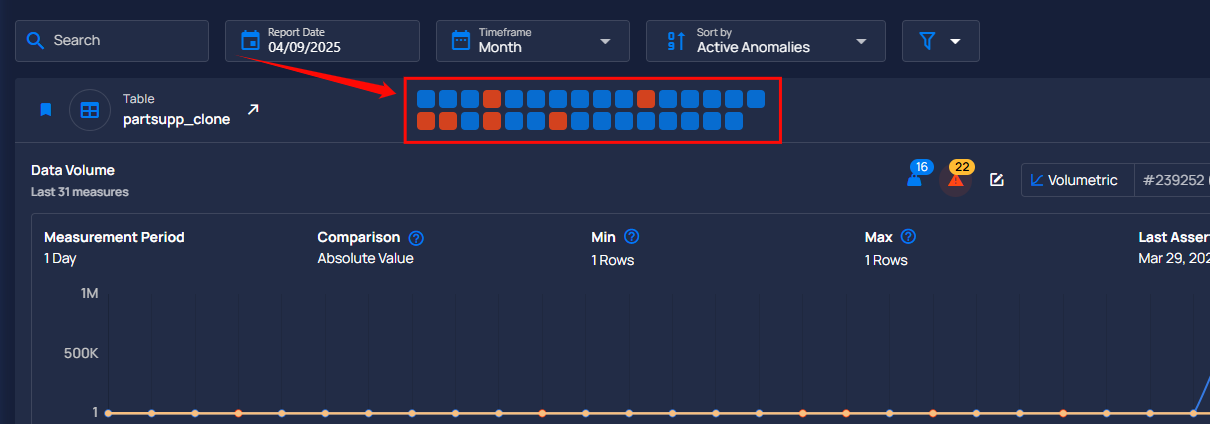 Search
Report Date
04/09/2025
Timeframe
Month
Sort by
Active Anomalies
Table
partsupp_clone
Data Volume
Last 31 measures
16
22
Volumetric
#239252
Measurement Period
1 Day
Comparison
Absolute Value
Min
1 Rows
Max
1 Rows
Last Asser
Mar 29, 202
1M
500K
1